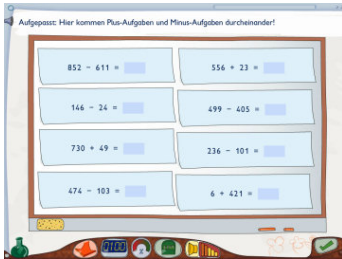 Aufgepasst: Hier kommen Plus-Aufgaben und Minus-Aufgaben durcheinander!
852 - 611 =
556 + 23 =
146 - 24 =
499 - 405 =
730 + 49 =
236 - 101 =
474 - 103 =
6 + 421 =